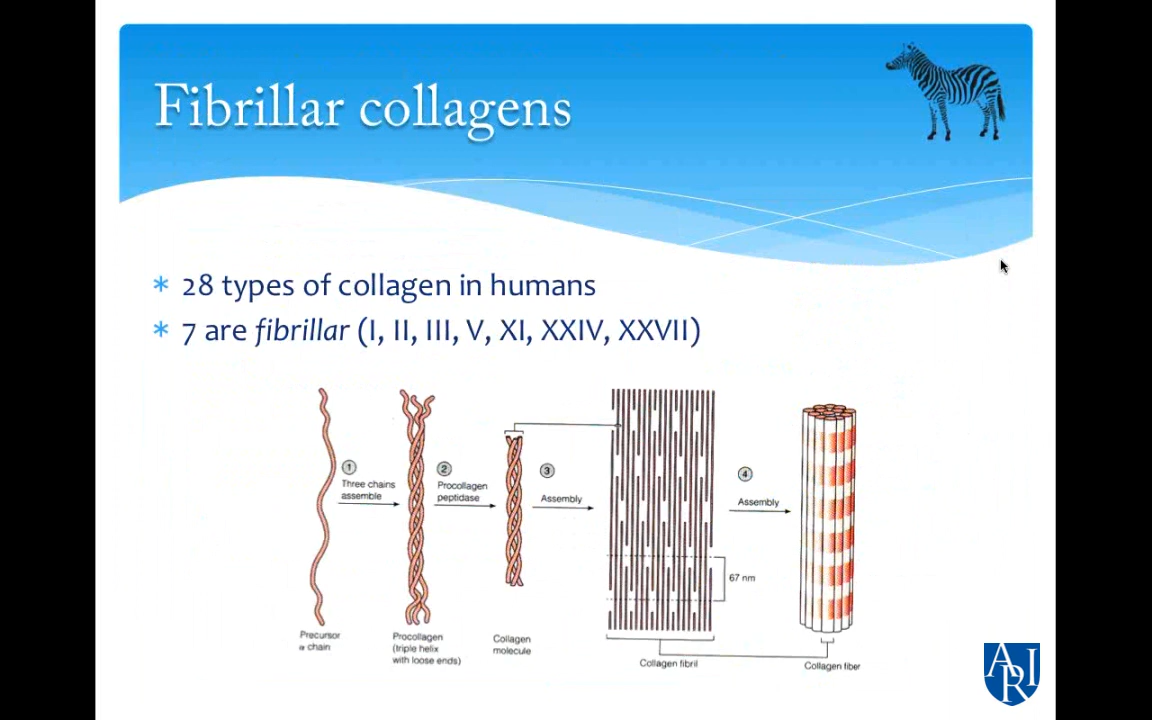 Fibrillar collagens
* 28 types of collagen in humans
* 7 are fibrillar (I, II, III, V, XI, XXIV, XXVII)
1
Three chains
assemble
2
Procollagen
peptidase
3
Assembly
4
Assembly
67 nm
Precursor
α chain
Procollagen
(triple helix
with loose ends)
Collagen
molecule
Collagen fibril
Collagen fiber
ADRI